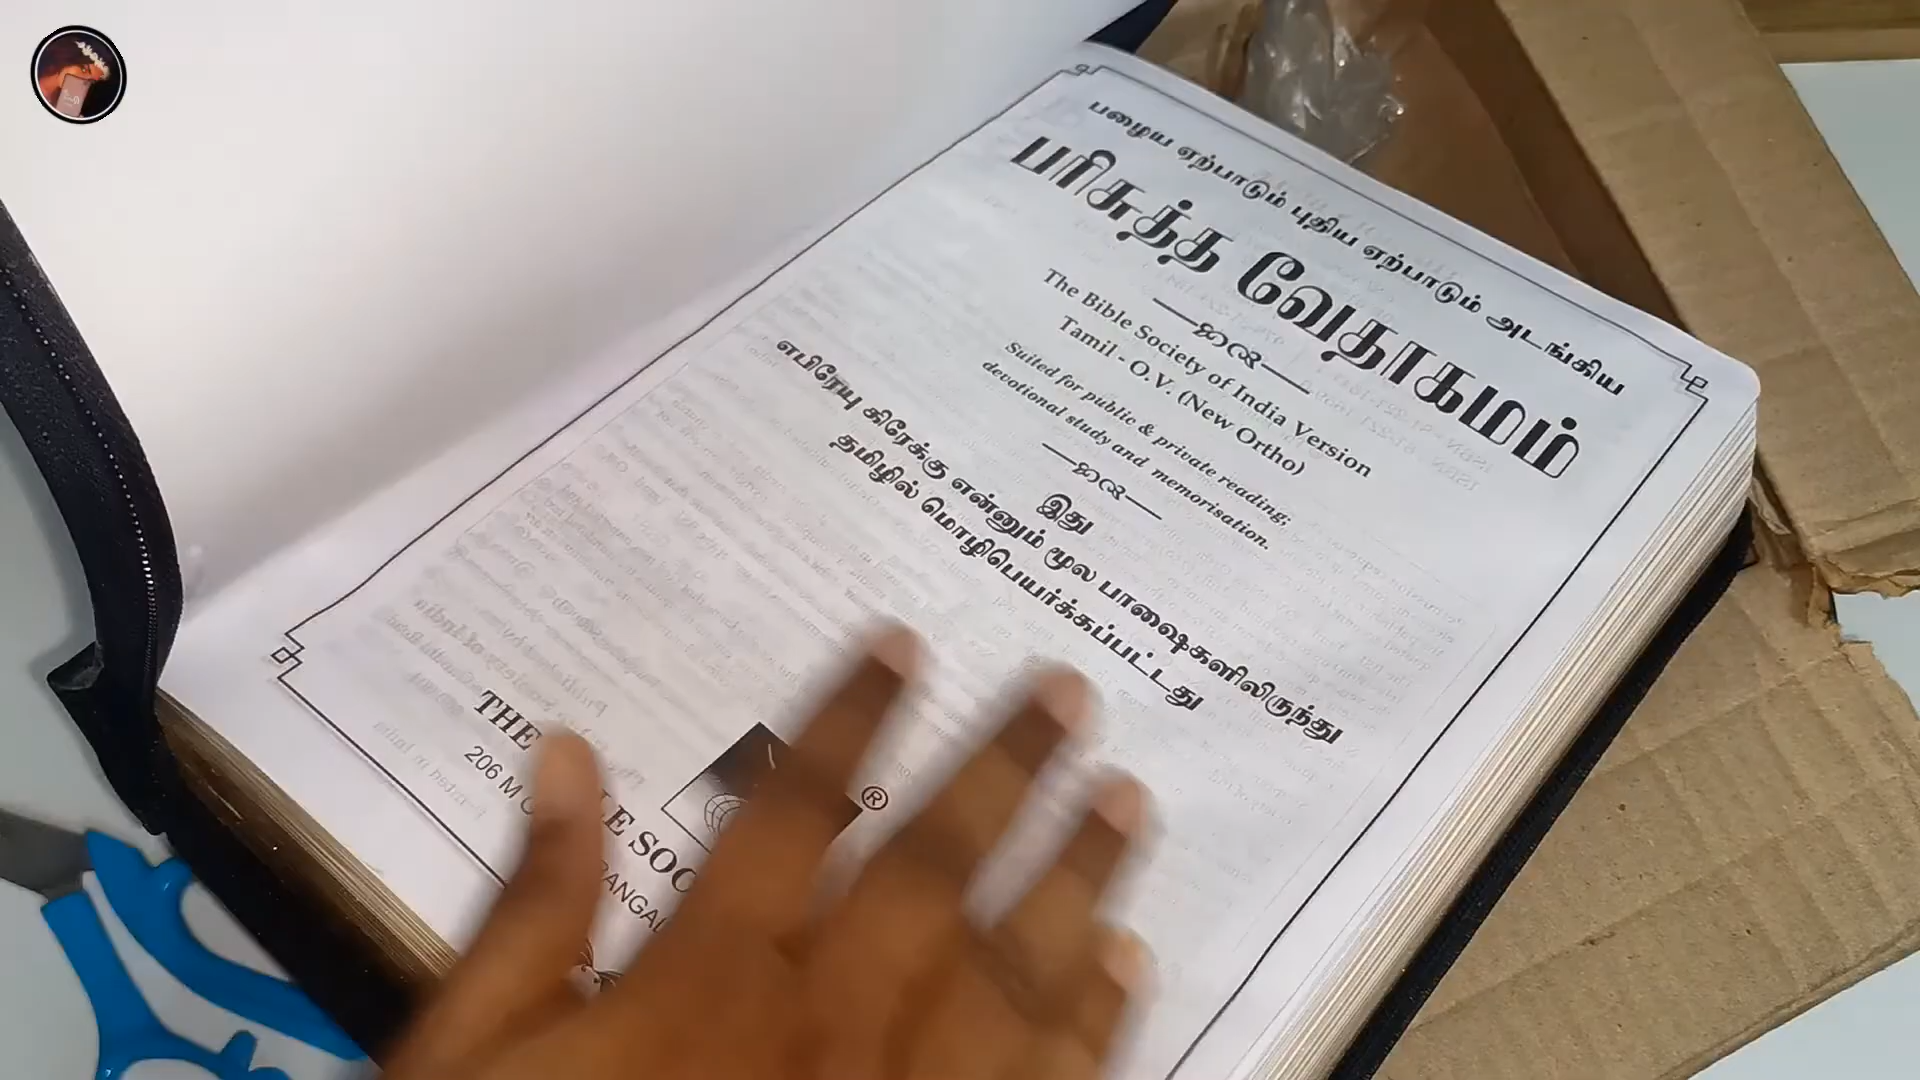 பழைய ஏற்பாடும் புதிய ஏற்பாடும் அடங்கிய
பரிசுத்த வேதாகமம்
The Bible Society of India Version
Tamil - O.V. (New Ortho)
Suited for public & private reading;
devotional study and memorisation.
இது
எபிரேயு கிரேக்கு என்னும் மூல பாஷைகளிலிருந்து
தமிழில் மொழிபெயர்க்கப்பட்டது
®
THE
206 M